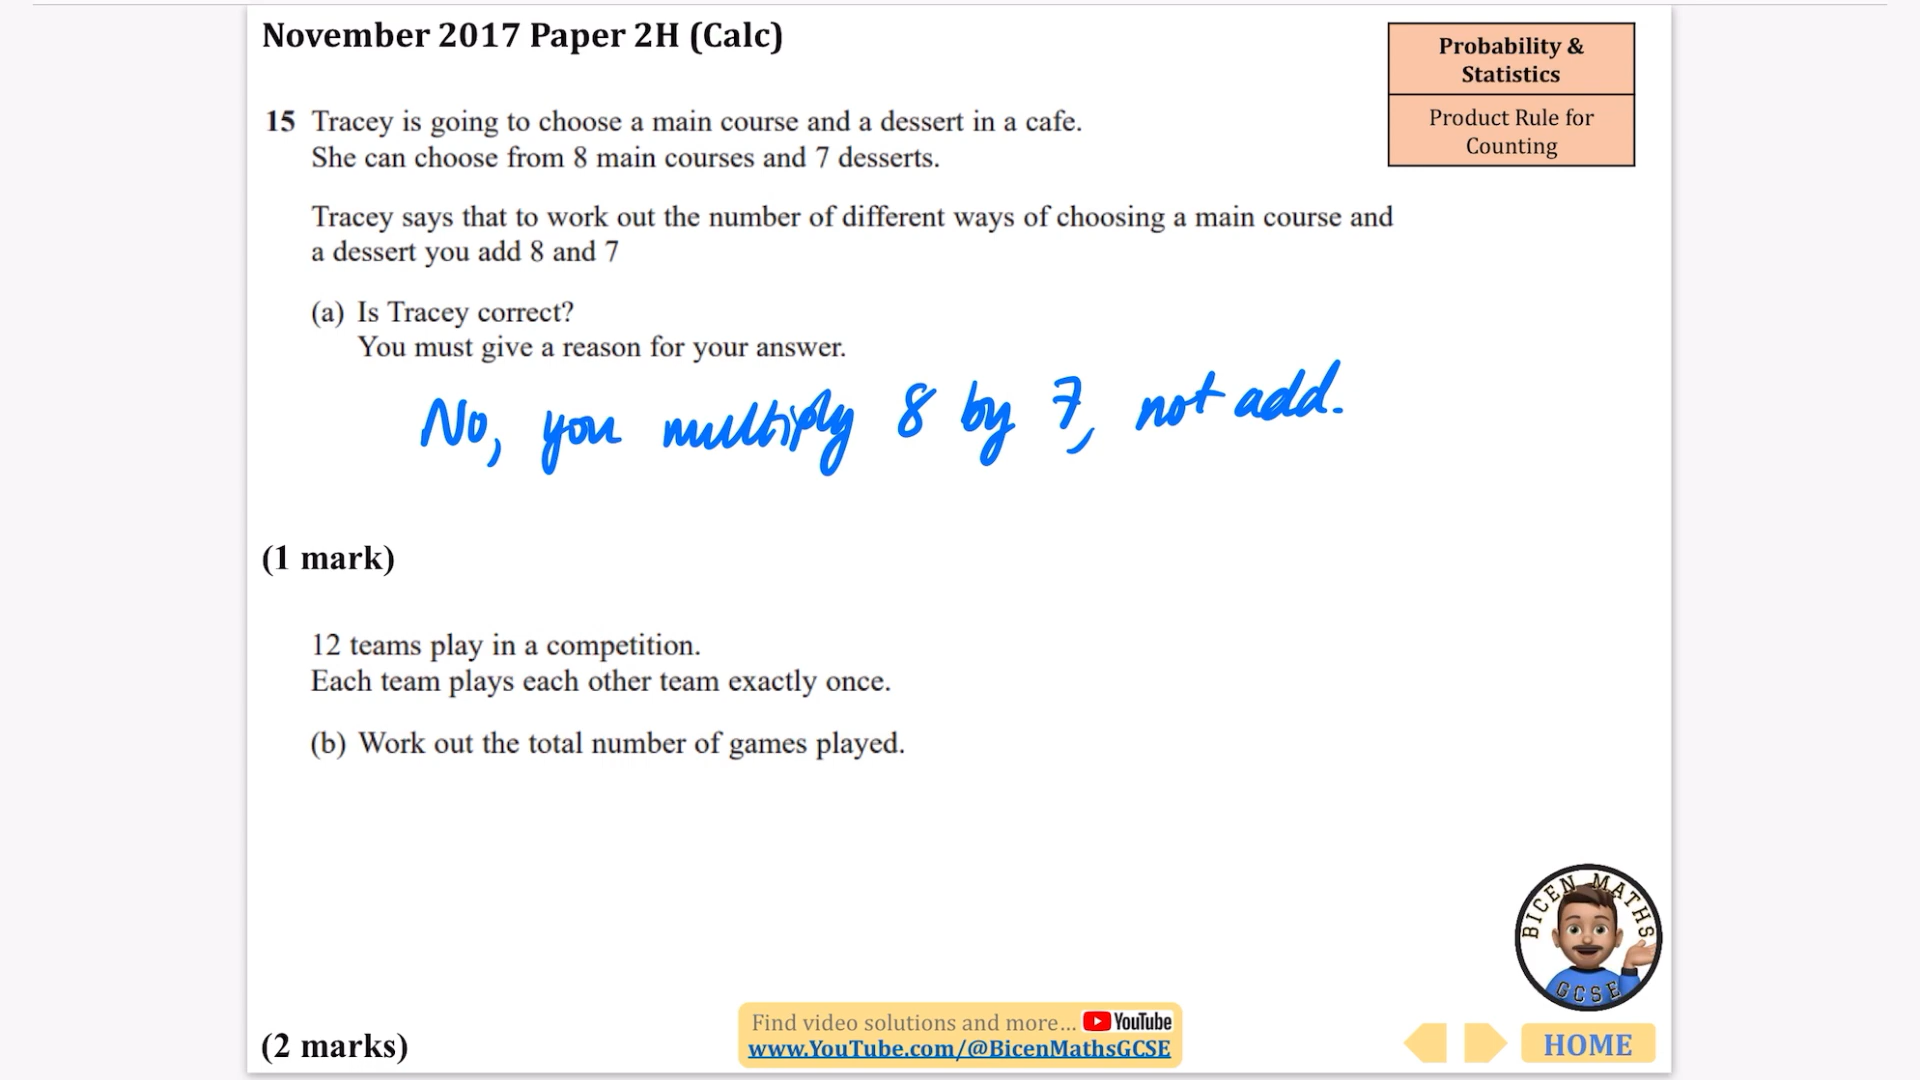 November 2017 Paper 2H (Calc)
Probability &
Statistics
Product Rule for
Counting
15 Tracey is going to choose a main course and a dessert in a cafe.
She can choose from 8 main courses and 7 desserts.
Tracey says that to work out the number of different ways of choosing a main course and
a dessert you add 8 and 7
(a) Is Tracey correct?
You must give a reason for your answer.
No, you multiply 8 by 7, not add.
(1 mark)
12 teams play in a competition.
Each team plays each other team exactly once.
(b) Work out the total number of games played.
(2 marks)
BICEN MATHS
GCSE
Find video solutions and more... YouTube
www.YouTube.com/@BicenMathsGCSE
HOME